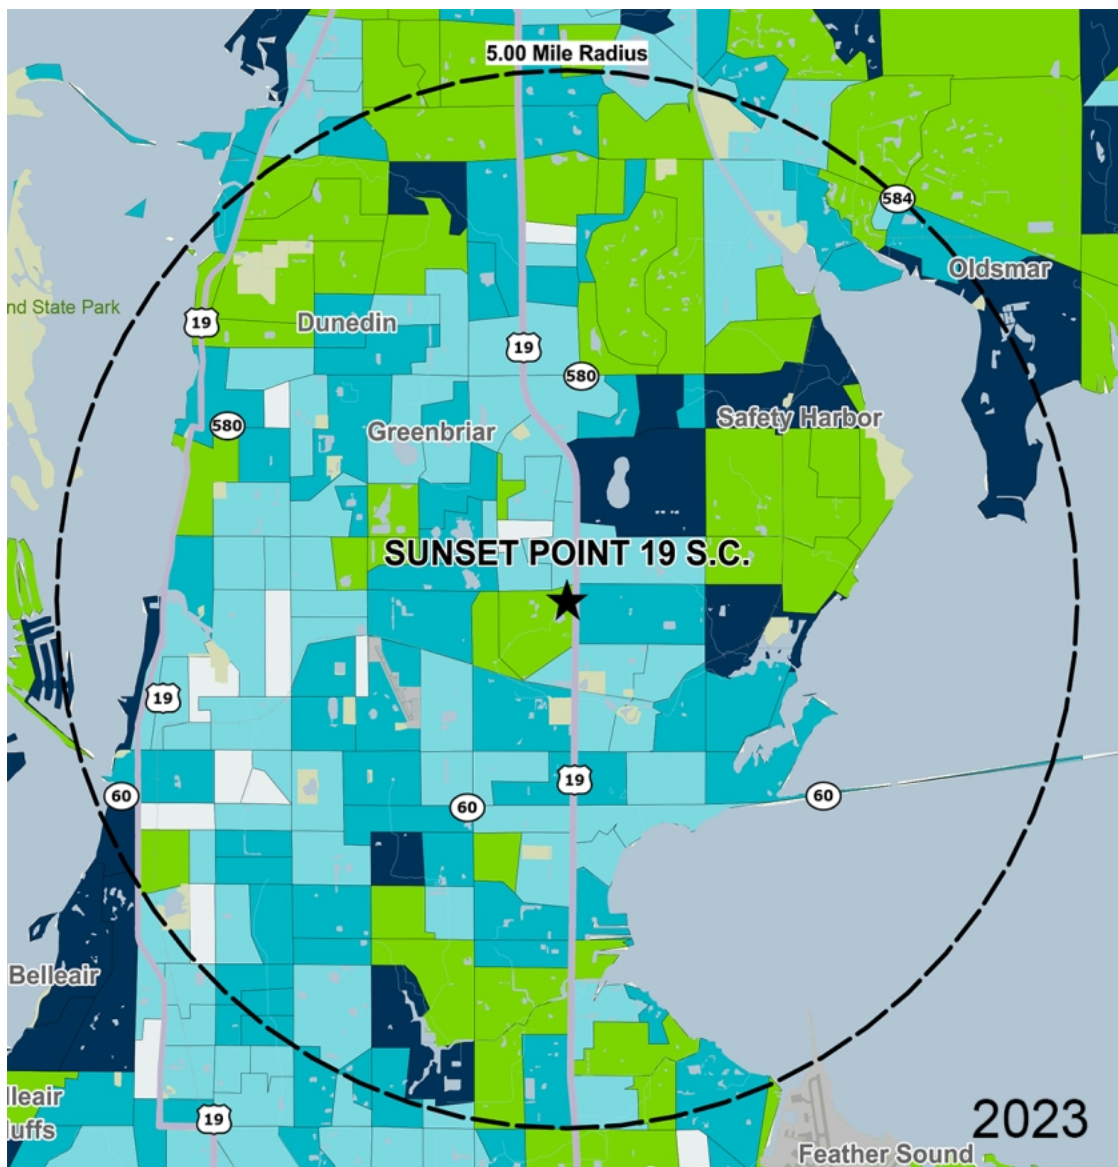 5.00 Mile Radius
584
Oldsmar
nd State Park
19
Dunedin
19
580
Safety Harbor
580
Greenbriar
SUNSET POINT 19 S.C.
19
19
60
60
60
Belleair
lleair
luffs
19
2023
Feather Sound